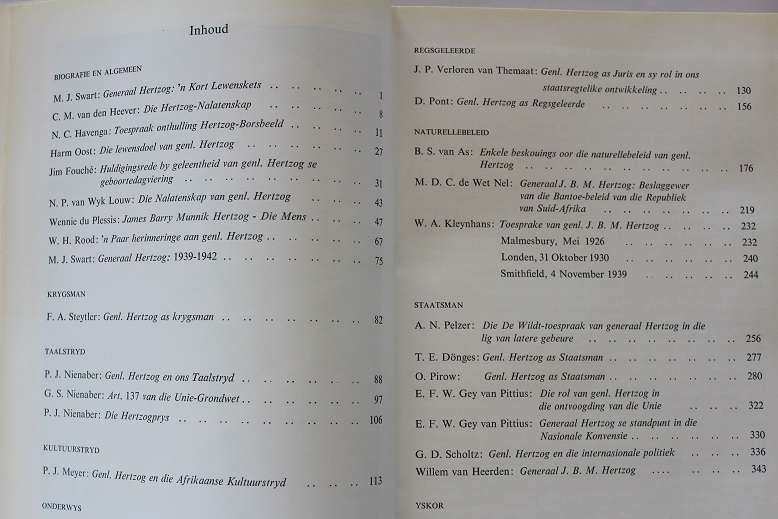 Inhoud
BIOGRAFIE EN ALGEMEEN
M. J. Swart: Generaal Hertzog: 'n Kort Lewenskets .. .. .. .. .. 1
C. M. van den Heever: Die Hertzog-Nalatenskap .. .. .. .. .. 8
N. C. Havenga: Toespraak onthulling Hertzog-Borsbeeld .. .. .. .. 11
Harm Oost: Die lewensdoel van genl. Hertzog .. .. .. .. .. 27
Jim Fouché: Huldigingsrede by geleentheid van genl. Hertzog se
geboortedagviering .. .. .. .. .. .. .. 31
N. P. van Wyk Louw: Die Nalatenskap van genl. Hertzog .. .. .. 43
Wennie du Plessis: James Barry Munnik Hertzog - Die Mens .. .. .. 47
W. H. Rood: 'n Paar herinneringe aan genl. Hertzog .. .. .. .. .. 67
M. J. Swart: Generaal Hertzog: 1939-1942 .. .. .. .. .. .. 75
KRYGSMAN
F. A. Steytler: Genl. Hertzog as krygsman .. .. .. .. .. .. 82
TAALSTRYD
P. J. Nienaber: Genl. Hertzog en ons Taalstryd .. .. .. .. .. 88
G. S. Nienaber: Art, 137 van die Unie-Grondwet .. .. .. .. .. 97
P. J. Nienaber: Die Hertzogprys .. .. .. .. .. .. .. 106
KULTUURSTRYD
P. J. Meyer: Genl. Hertzog en die Afrikaanse Kultuurstryd .. .. .. 113
ONDERWYS
REGSGELEERDE
J. P. Verloren van Themaat: Genl. Hertzog as Juris en sy rol in ons
staatsregtelike ontwikkeling .. .. .. .. 130
D. Pont: Genl. Hertzog as Regsgeleerde .. .. .. .. .. .. 156
NATURELLEBELEID
B. S. van As: Enkele beskouings oor die naturellebeleid van genl.
Hertzog .. .. .. .. .. .. .. .. .. .. 176
M. D. C. de Wet Nel: Generaal J. B. M. Hertzog: Beslaggewer
van die Bantoe-beleid van die Republiek
van Suid-Afrika .. .. .. .. .. .. 219
W. A. Kleynhans: Toesprake van genl. J. B. M. Hertzog .. .. .. .. 232
Malmesbury, Mei 1926 .. .. .. .. .. .. 232
Londen, 31 Oktober 1930 .. .. .. .. .. 240
Smithfield, 4 November 1939 .. .. .. .. .. 244
STAATSMAN
A. N. Pelzer: Die De Wildt-toespraak van generaal Hertzog in die
lig van latere gebeure .. .. .. .. .. .. .. 256
T. E. Dönges: Genl. Hertzog as Staatsman .. .. .. .. .. .. 277
O. Pirow: Genl. Hertzog as Staatsman .. .. .. .. .. .. 280
E. F. W. Gey van Pittius: Die rol van genl. Hertzog in
die ontvoogding van die Unie .. .. .. 322
E. F. W. Gey van Pittius: Generaal Hertzog se standpunt in die
Nasionale Konvensie .. .. .. .. .. .. 330
G. D. Scholtz: Genl. Hertzog en die internasionale politiek .. .. .. 336
Willem van Heerden: Generaal J. B. M. Hertzog .... .. .. .. 343
YSKOR